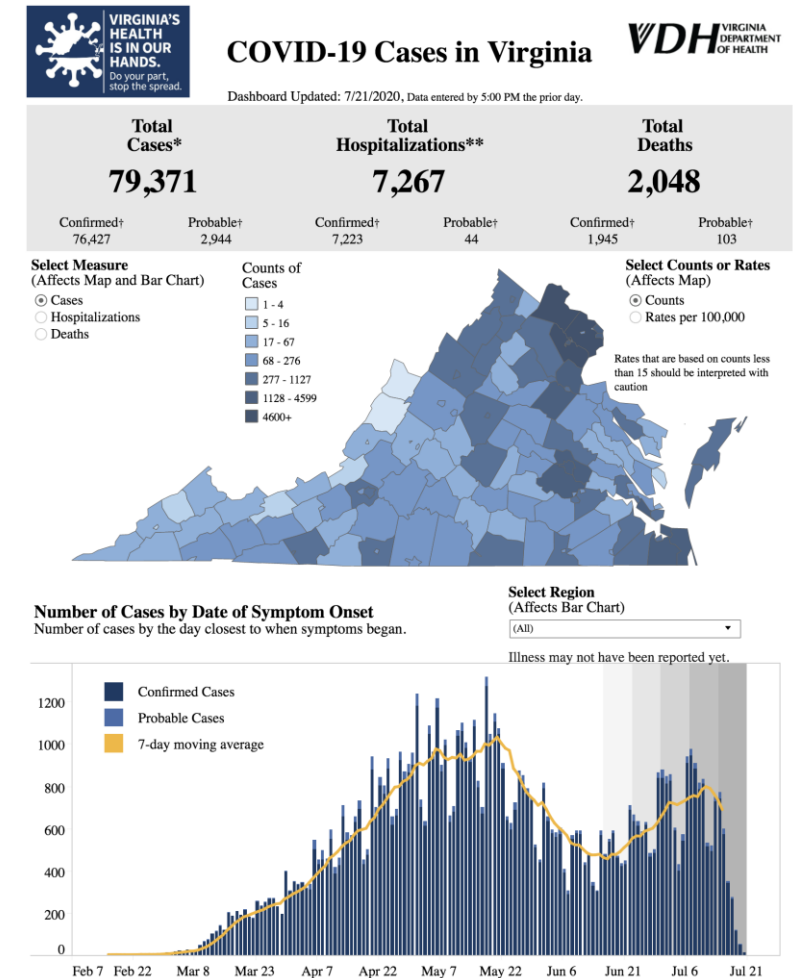 VIRGINIA'S
HEALTH
IS IN OUR
HANDS.
Do your part,
stop the spread.
COVID-19 Cases in Virginia
VDH VIRGINIA
DEPARTMENT
OF HEALTH
Dashboard Updated: 7/21/2020, Data entered by 5:00 PM the prior day.
Total
Cases*
79,371
Confirmed†
76,427
Probable†
2,944
Total
Hospitalizations**
7,267
Confirmed†
7,223
Probable†
44
Total
Deaths
2,048
Confirmed†
1,945
Probable†
103
Select Measure
(Affects Map and Bar Chart)
Cases
Hospitalizations
Deaths
Counts of
Cases
1 - 4
5 - 16
17 - 67
68 - 276
277 - 1127
1128 - 4599
4600+
Select Counts or Rates
(Affects Map)
Counts
Rates per 100,000
Rates that are based on counts less
than 15 should be interpreted with
caution
Number of Cases by Date of Symptom Onset
Number of cases by the day closest to when symptoms began.
Select Region
(Affects Bar Chart)
(All)
Illness may not have been reported yet.
Confirmed Cases
Probable Cases
7-day moving average
1200
1000
800
600
400
200
0
Feb 7 Feb 22 Mar 8 Mar 23 Apr 7 Apr 22 May 7 May 22 Jun 6 Jun 21 Jul 6 Jul 21